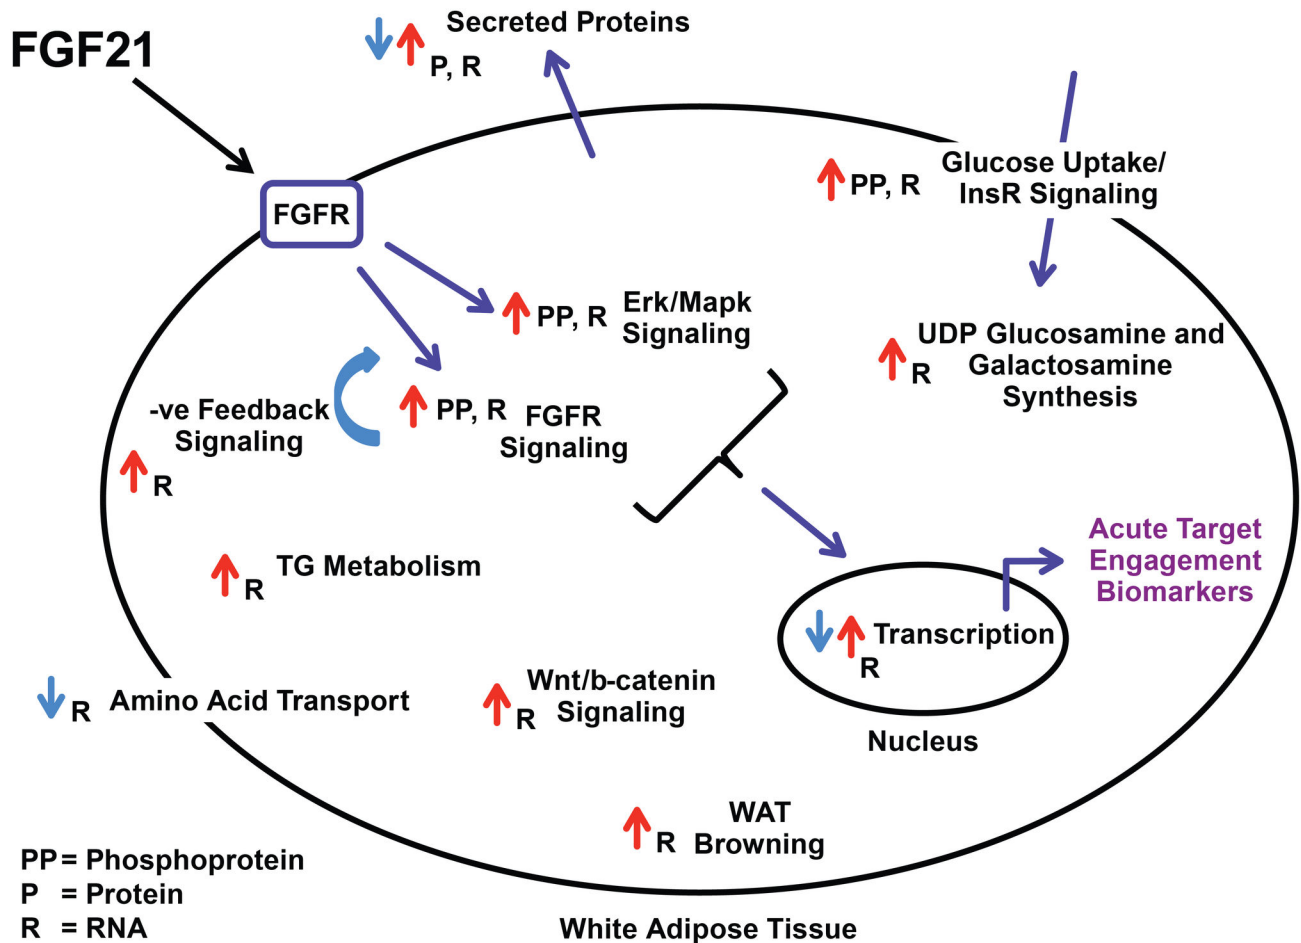 FGF21
Secreted Proteins
P, R
FGFR
Glucose Uptake/
InsR Signaling
PP, R
Erk/Mapk
Signaling
PP, R
UDP Glucosamine and
Galactosamine
Synthesis
R
-ve Feedback
Signaling
R
PP, R
FGFR
Signaling
TG Metabolism
R
Acute Target
Engagement
Biomarkers
Transcription
R
Nucleus
R
Amino Acid Transport
Wnt/b-catenin
Signaling
R
WAT
Browning
R
PP = Phosphoprotein
P = Protein
R = RNA
White Adipose Tissue